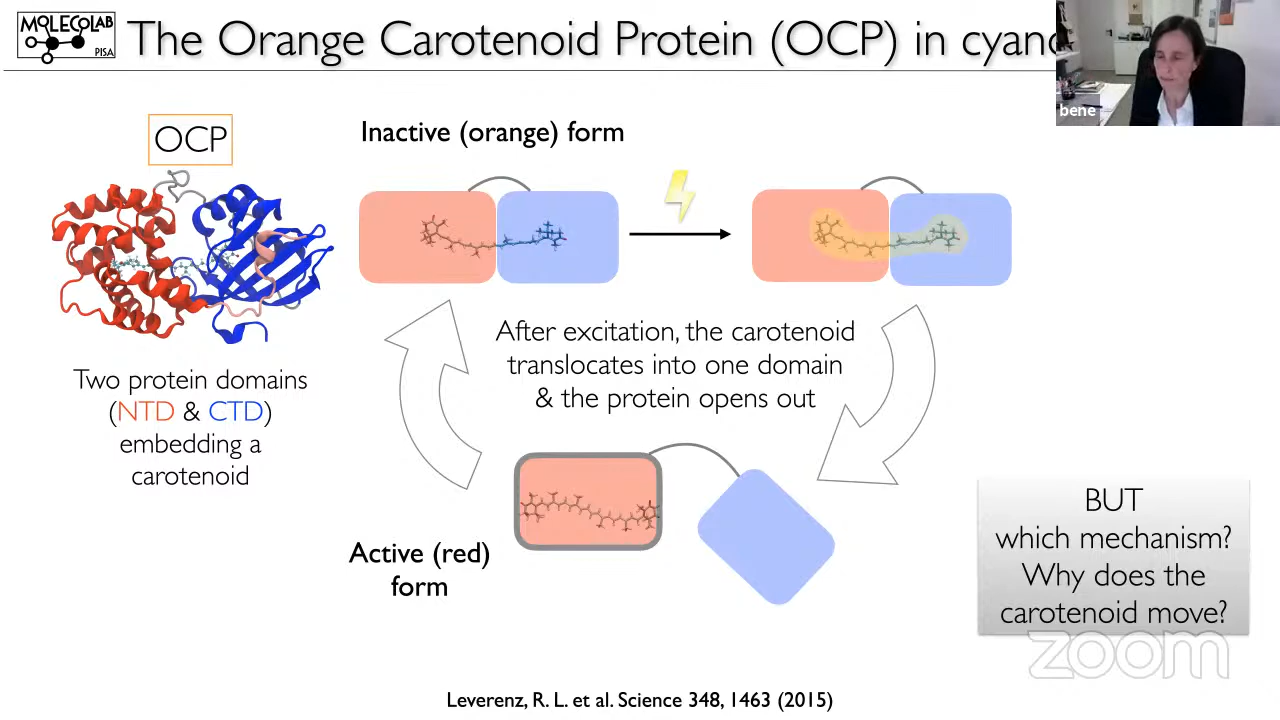 MOLECOLAB
PISA
The Orange Carotenoid Protein (OCP) in
bene
OCP
Inactive (orange) form
After excitation, the carotenoid
translocates into one domain
& the protein opens out
Two protein domains
(NTD & CTD)
embedding a
carotenoid
Active (red)
form
BUT
which mechanism?
Why does the
carotenoid move?
zoom
Leverenz, R. L. et al. Science 348, 1463 (2015)